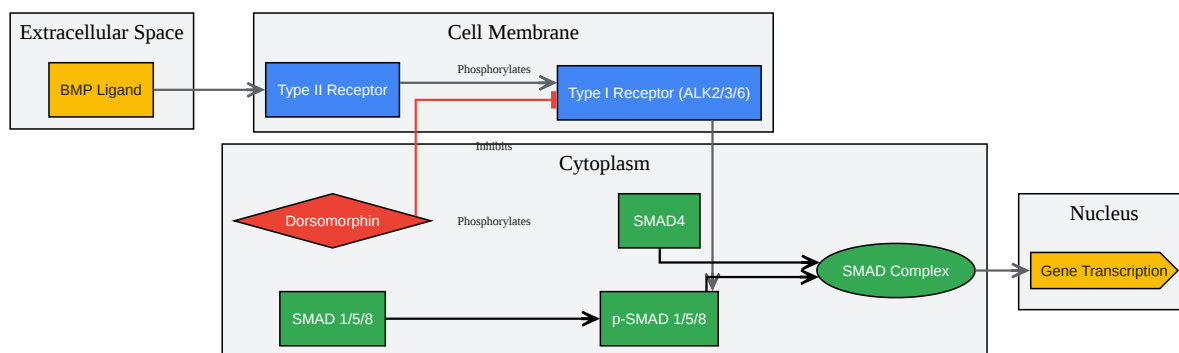 Extracellular Space
Cell Membrane
BMP Ligand
Type II Receptor
Phosphorylates
Type I Receptor (ALK2/3/6)
Inhibits
Cytoplasm
Dorsomorphin
Phosphorylates
SMAD4
Nucleus
SMAD Complex
Gene Transcription
SMAD 1/5/8
p-SMAD 1/5/8